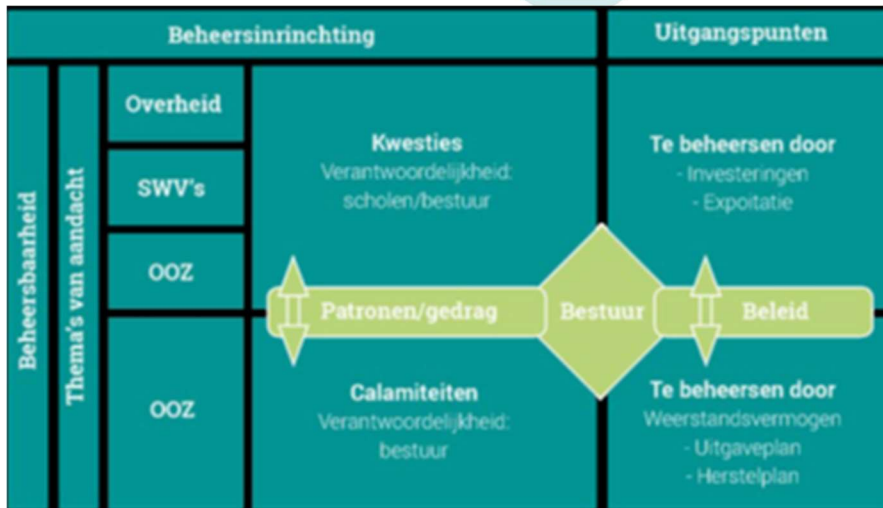 Beheersinrinchting
Uitgangspunten
Beheersbaarheid
Thema's van aandacht
Overheid
SWV's
OOZ
OOZ
Kwesties
Verantwoordelijkheid:
scholen/bestuur
Te beheersen door
- Investeringen
- Expoitatie
Patronen/gedrag
Bestuur
Beleid
Calamiteiten
Verantwoordelijkheid:
bestuur
Te beheersen door
Weerstandsvermogen
- Uitgaveplan
- Herstelplan